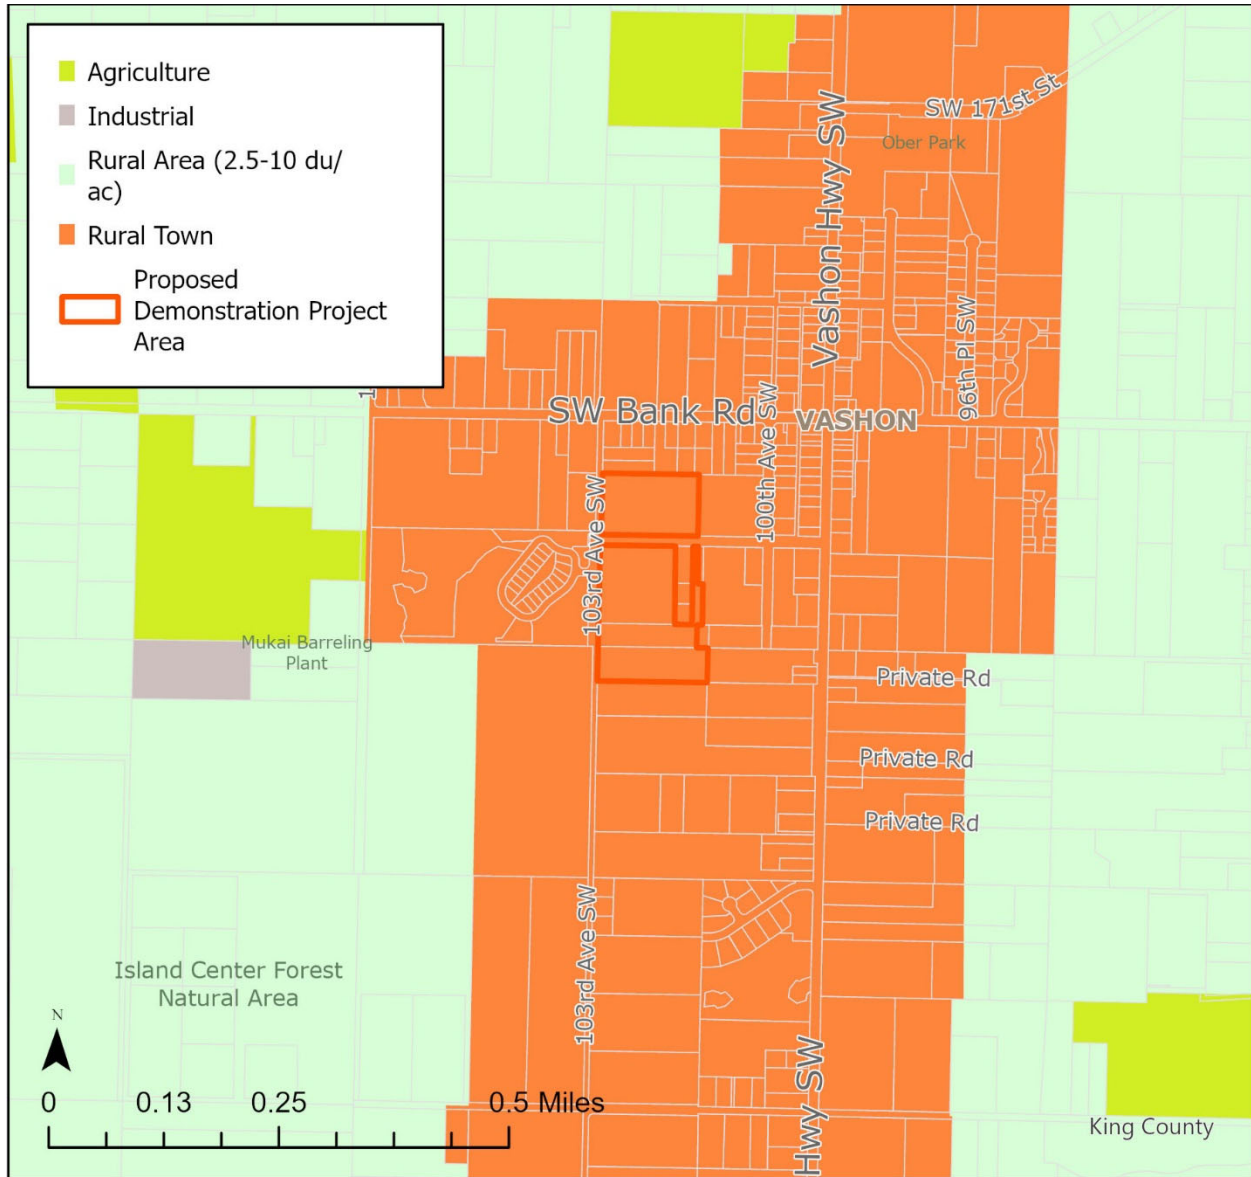 Agriculture
Industrial
Rural Area (2.5-10 du/
ac)
Rural Town
Proposed
Demonstration Project
Area
SW 171st St
Ober Park
Vashon Hwy SW
96th Pl SW
SW Bank Rd
VASHON
100th Ave SW
103rd Ave SW
Mukai Barreling
Plant
Private Rd
Private Rd
Private Rd
103rd Ave SW
Island Center Forest
Natural Area
N
0 0.13 0.25 0.5 Miles
Hwy SW
King County